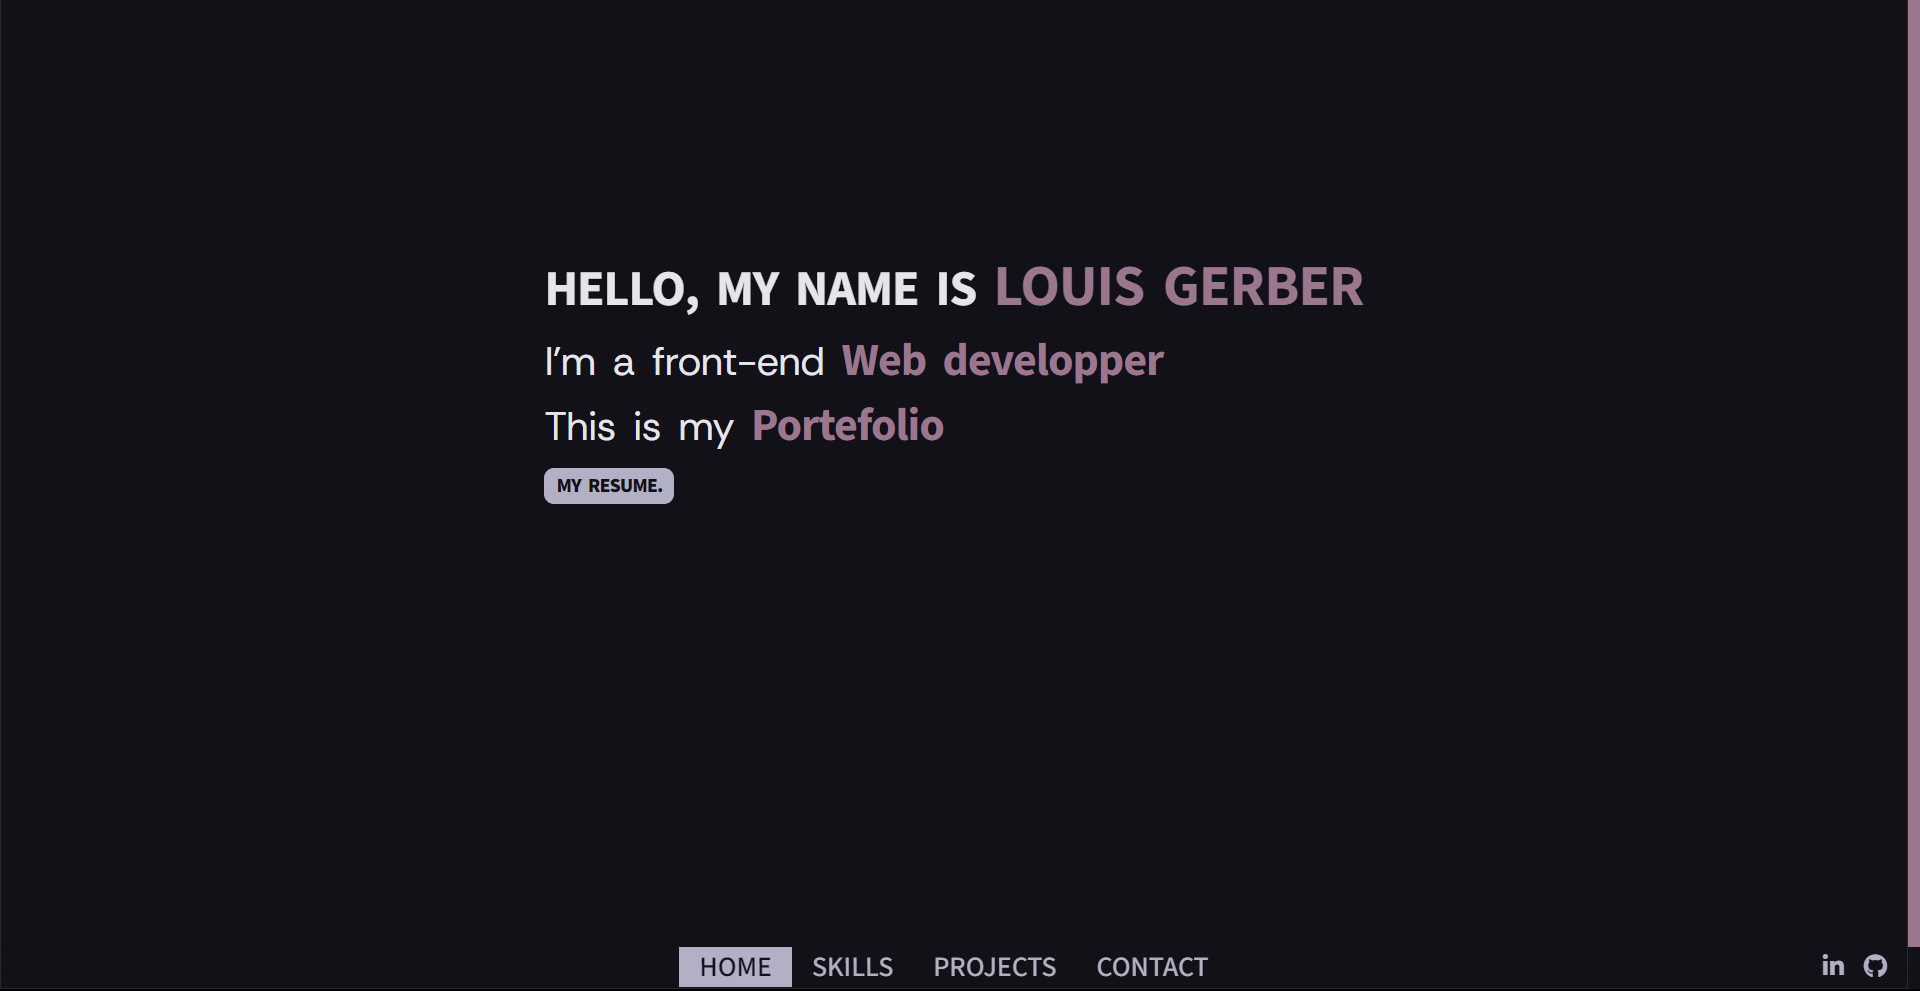 HELLO, MY NAME IS LOUIS GERBER
I'm a front-end Web developper
This is my Portefolio
MY RESUME.
HOME SKILLS PROJECTS CONTACT in